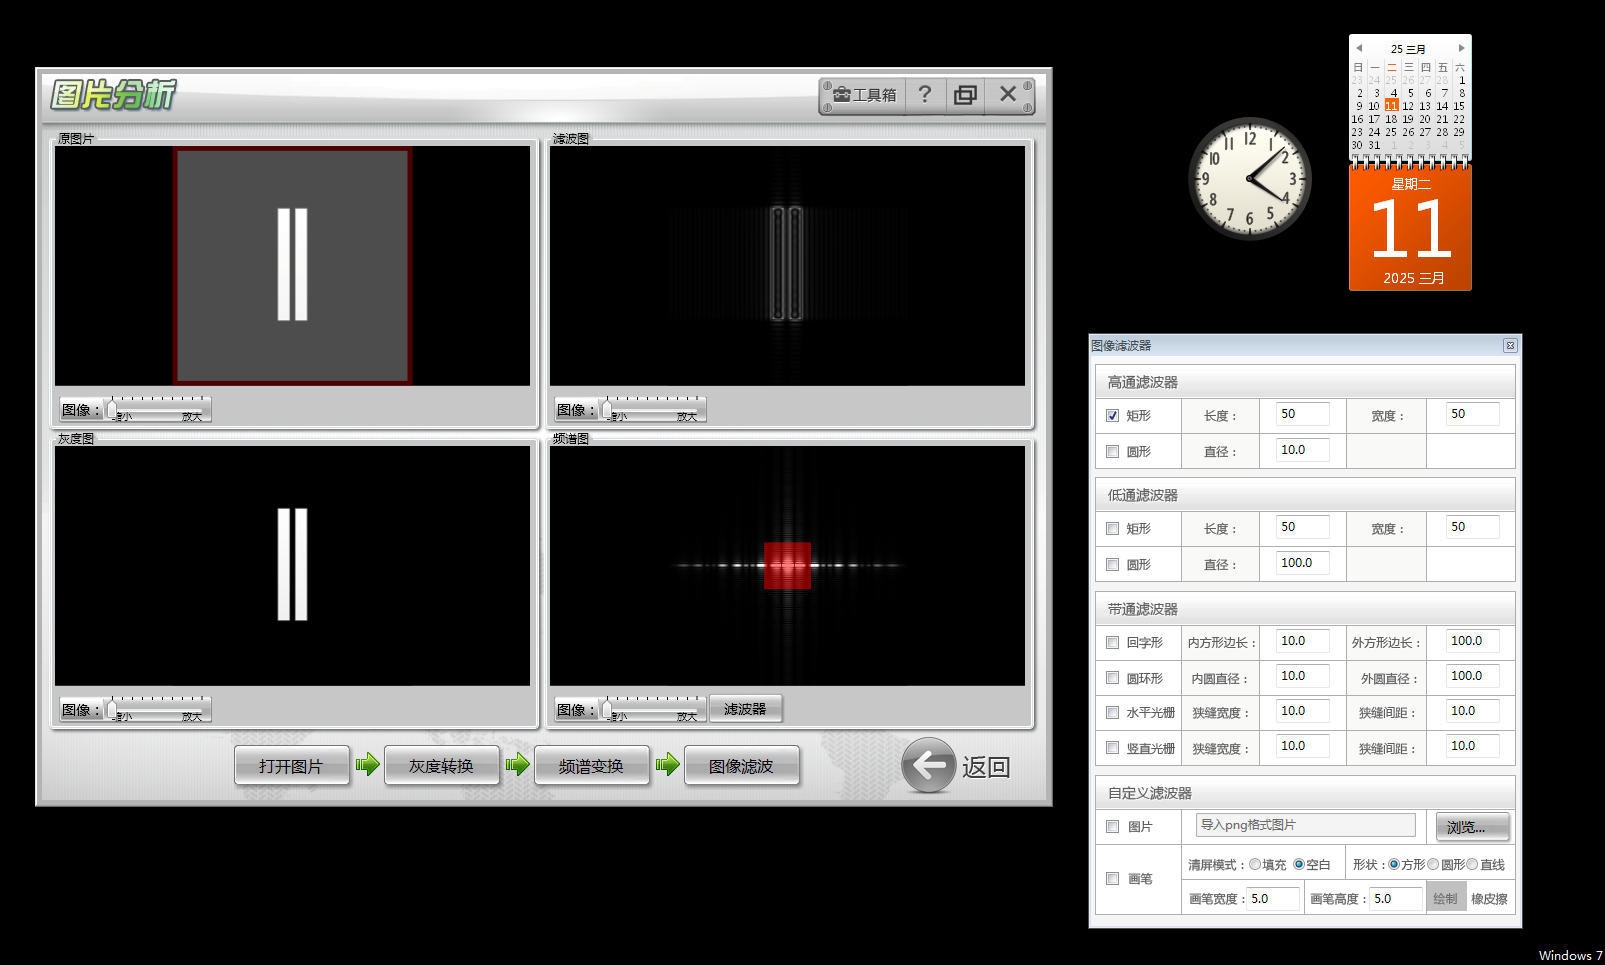 图片分析
工具箱 ?
原图片
滤波图
图像： 缩小 放大
图像： 缩小 放大
灰度图
频谱图
图像： 缩小 放大
图像： 缩小 放大 滤波器
打开图片 灰度转换 频谱变换 图像滤波 返回
12 1 2 3 4 5 6 7 8 9 10 11
25 三月
日 一 二 三 四 五 六
23 24 25 26 27 28 1
2 3 4 5 6 7 8
9 10 11 12 13 14 15
16 17 18 19 20 21 22
23 24 25 26 27 28 29
30 31 1 2 3 4 5
星期二
11
2025 三月
图像滤波器
高通滤波器
矩形 长度： 50 宽度： 50
圆形 直径： 10.0
低通滤波器
矩形 长度： 50 宽度： 50
圆形 直径： 100.0
带通滤波器
回字形 内方形边长： 10.0 外方形边长： 100.0
圆环形 内圆直径： 10.0 外圆直径： 100.0
水平光栅 狭缝宽度： 10.0 狭缝间距： 10.0
竖直光栅 狭缝宽度： 10.0 狭缝间距： 10.0
自定义滤波器
图片 导入png格式图片 浏览...
画笔 清屏模式： 填充 空白 形状： 方形 圆形 直线
画笔宽度： 5.0 画笔高度： 5.0 绘制 橡皮擦
Windows 7